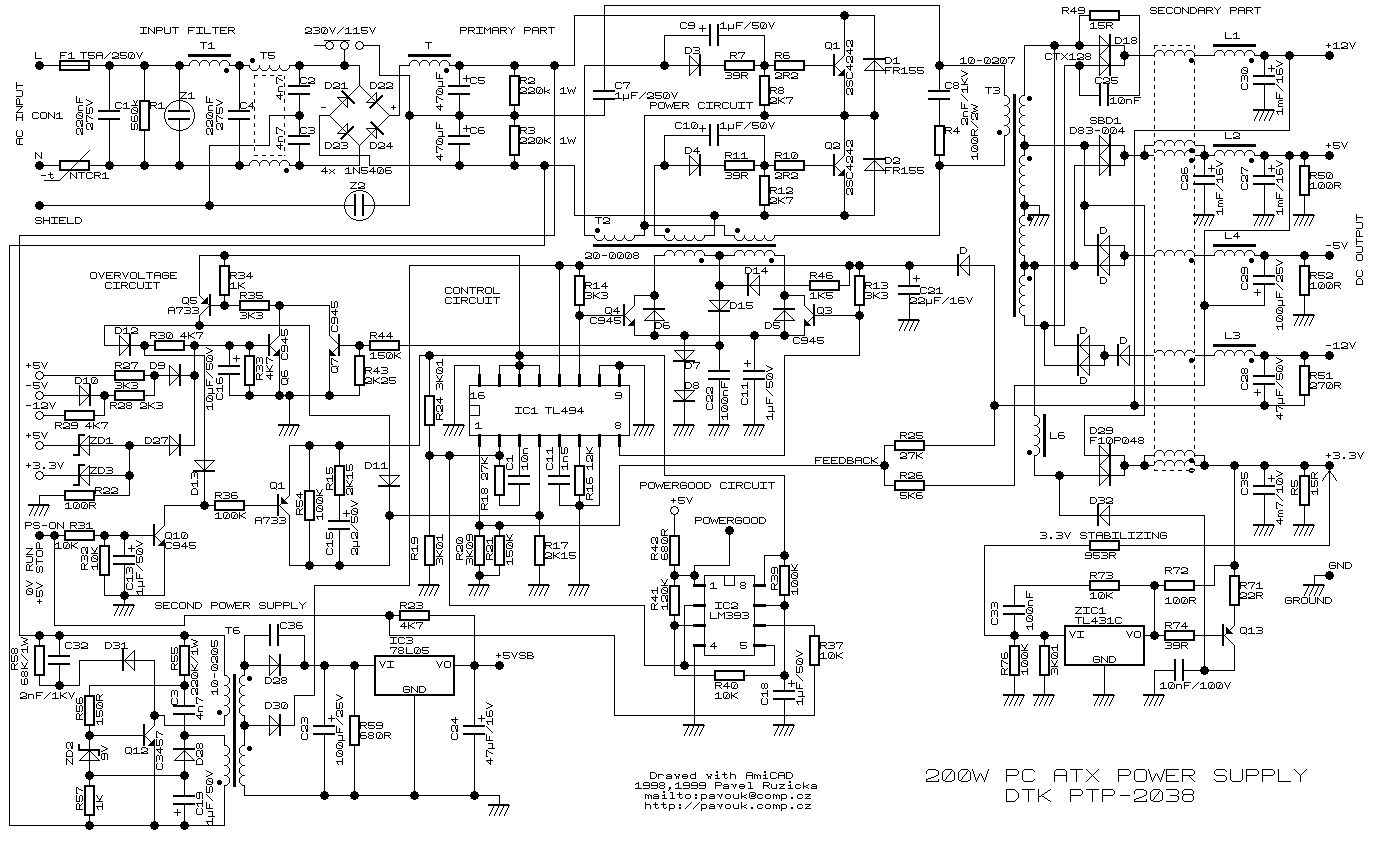 INPUT FILTER
230V/115V
PRIMARY PART
SECONDARY PART
L
F1 T5A/250V
T1
T5
T
C9
1µF/50V
R49
15R
D18
L1
+12V
AC INPUT
CON1
220nF
275V
C1
R1
560k
Z1
220nF
275V
C4
4n7
C2
4n7
C3
D21
D22
D23
D24
4x 1N5406
-
+
470µF
C5
470µF
C6
R2
220k 1W
R3
220K 1W
C7
1µF/250V
D3
R7
39R
R6
2R2
R8
2K7
Q1
2SC4242
D1
FR155
POWER CIRCUIT
C10
1µF/50V
D4
R11
39R
R10
2R2
R12
2K7
Q2
2SC4242
D2
FR155
C8
2nF/1KV
R4
100R/2W
10-0207
T3
CTX128
C25
10nF
C30
1mF/16V
SBD1
D83-004
L2
+5V
C26
1mF/16V
C27
1mF/16V
R50
100R
N
-t
NTCR1
Z2
SHIELD
T2
20-0008
D
D
L4
-5V
C29
100µF/25V
R52
100R
DC OUTPUT
OVERVOLTAGE
CIRCUIT
R34
1K
Q5
A733
R35
3K3
CONTROL
CIRCUIT
R14
3K3
D14
R46
1K5
R13
3K3
C21
22µF/16V
D
Q4
C945
D6
D15
D5
Q3
C945
D
D
D
L3
-12V
C28
47µF/50V
R51
270R
D12
R30 4K7
C945
Q6
C945
Q7
R44
150K
+5V
R27
3K3
D9
10µF/50V
C16
R33
4K7
R43
2K25
-5V
D10
R28 2K3
-12V
R29 4K7
3K01
R24
16
9
IC1 TL494
1
8
D7
D8
C22
100nF
C11
1µF/50V
+5V
ZD1
D27
+3.3V
ZD3
R22
100R
D13
R36
100K
Q1
A733
R54
100K
R15
2K15
C15
2µ2/50V
D11
R18 27K
C1
10n
C11
1n5
R16 12K
FEEDBACK
R25
27K
R26
5K6
L6
D29
F10P048
+3.3V
C35
4m7/10V
R5
15R
D32
PS-ON
R31
10K
Q10
C945
R32
10K
C13
1µF/50V
0V RUN
+5V STOP
R19
3K01
R20
3K09
R21
150K
R17
2K15
POWERGOOD CIRCUIT
+5V
POWERGOOD
R42
680R
R41
120K
1
8
IC2
LM393
4
5
R39
100K
R37
10K
R40
10K
C18
1µF/50V
3.3V STABILIZING
953R
R73
10K
R72
100R
R71
22R
C33
100nF
ZIC1
TL431C
VI
VO
GND
R74
39R
Q13
R76
100K
3K01
10nF/100V
GND
GROUND
SECOND POWER SUPPLY
R58
68K/1W
C32
2nF/1KV
D31
R55
220K/1W
10-0205
T6
C36
D28
D30
R23
4K7
IC3
78L05
VI
VO
GND
+5VSB
R56
150R
C3
4n7
Q12
C3457
D28
ZD2
9V
R57
1K
C19
1µF/50V
C23
100µF/25V
R59
680R
C24
47µF/16V
Drawed with AmiCAD
1998,1999 Pavel Ruzicka
mailto:pavouk@comp.cz
http://pavouk.comp.cz
200W PC ATX POWER SUPPLY
DTK PTP-2038